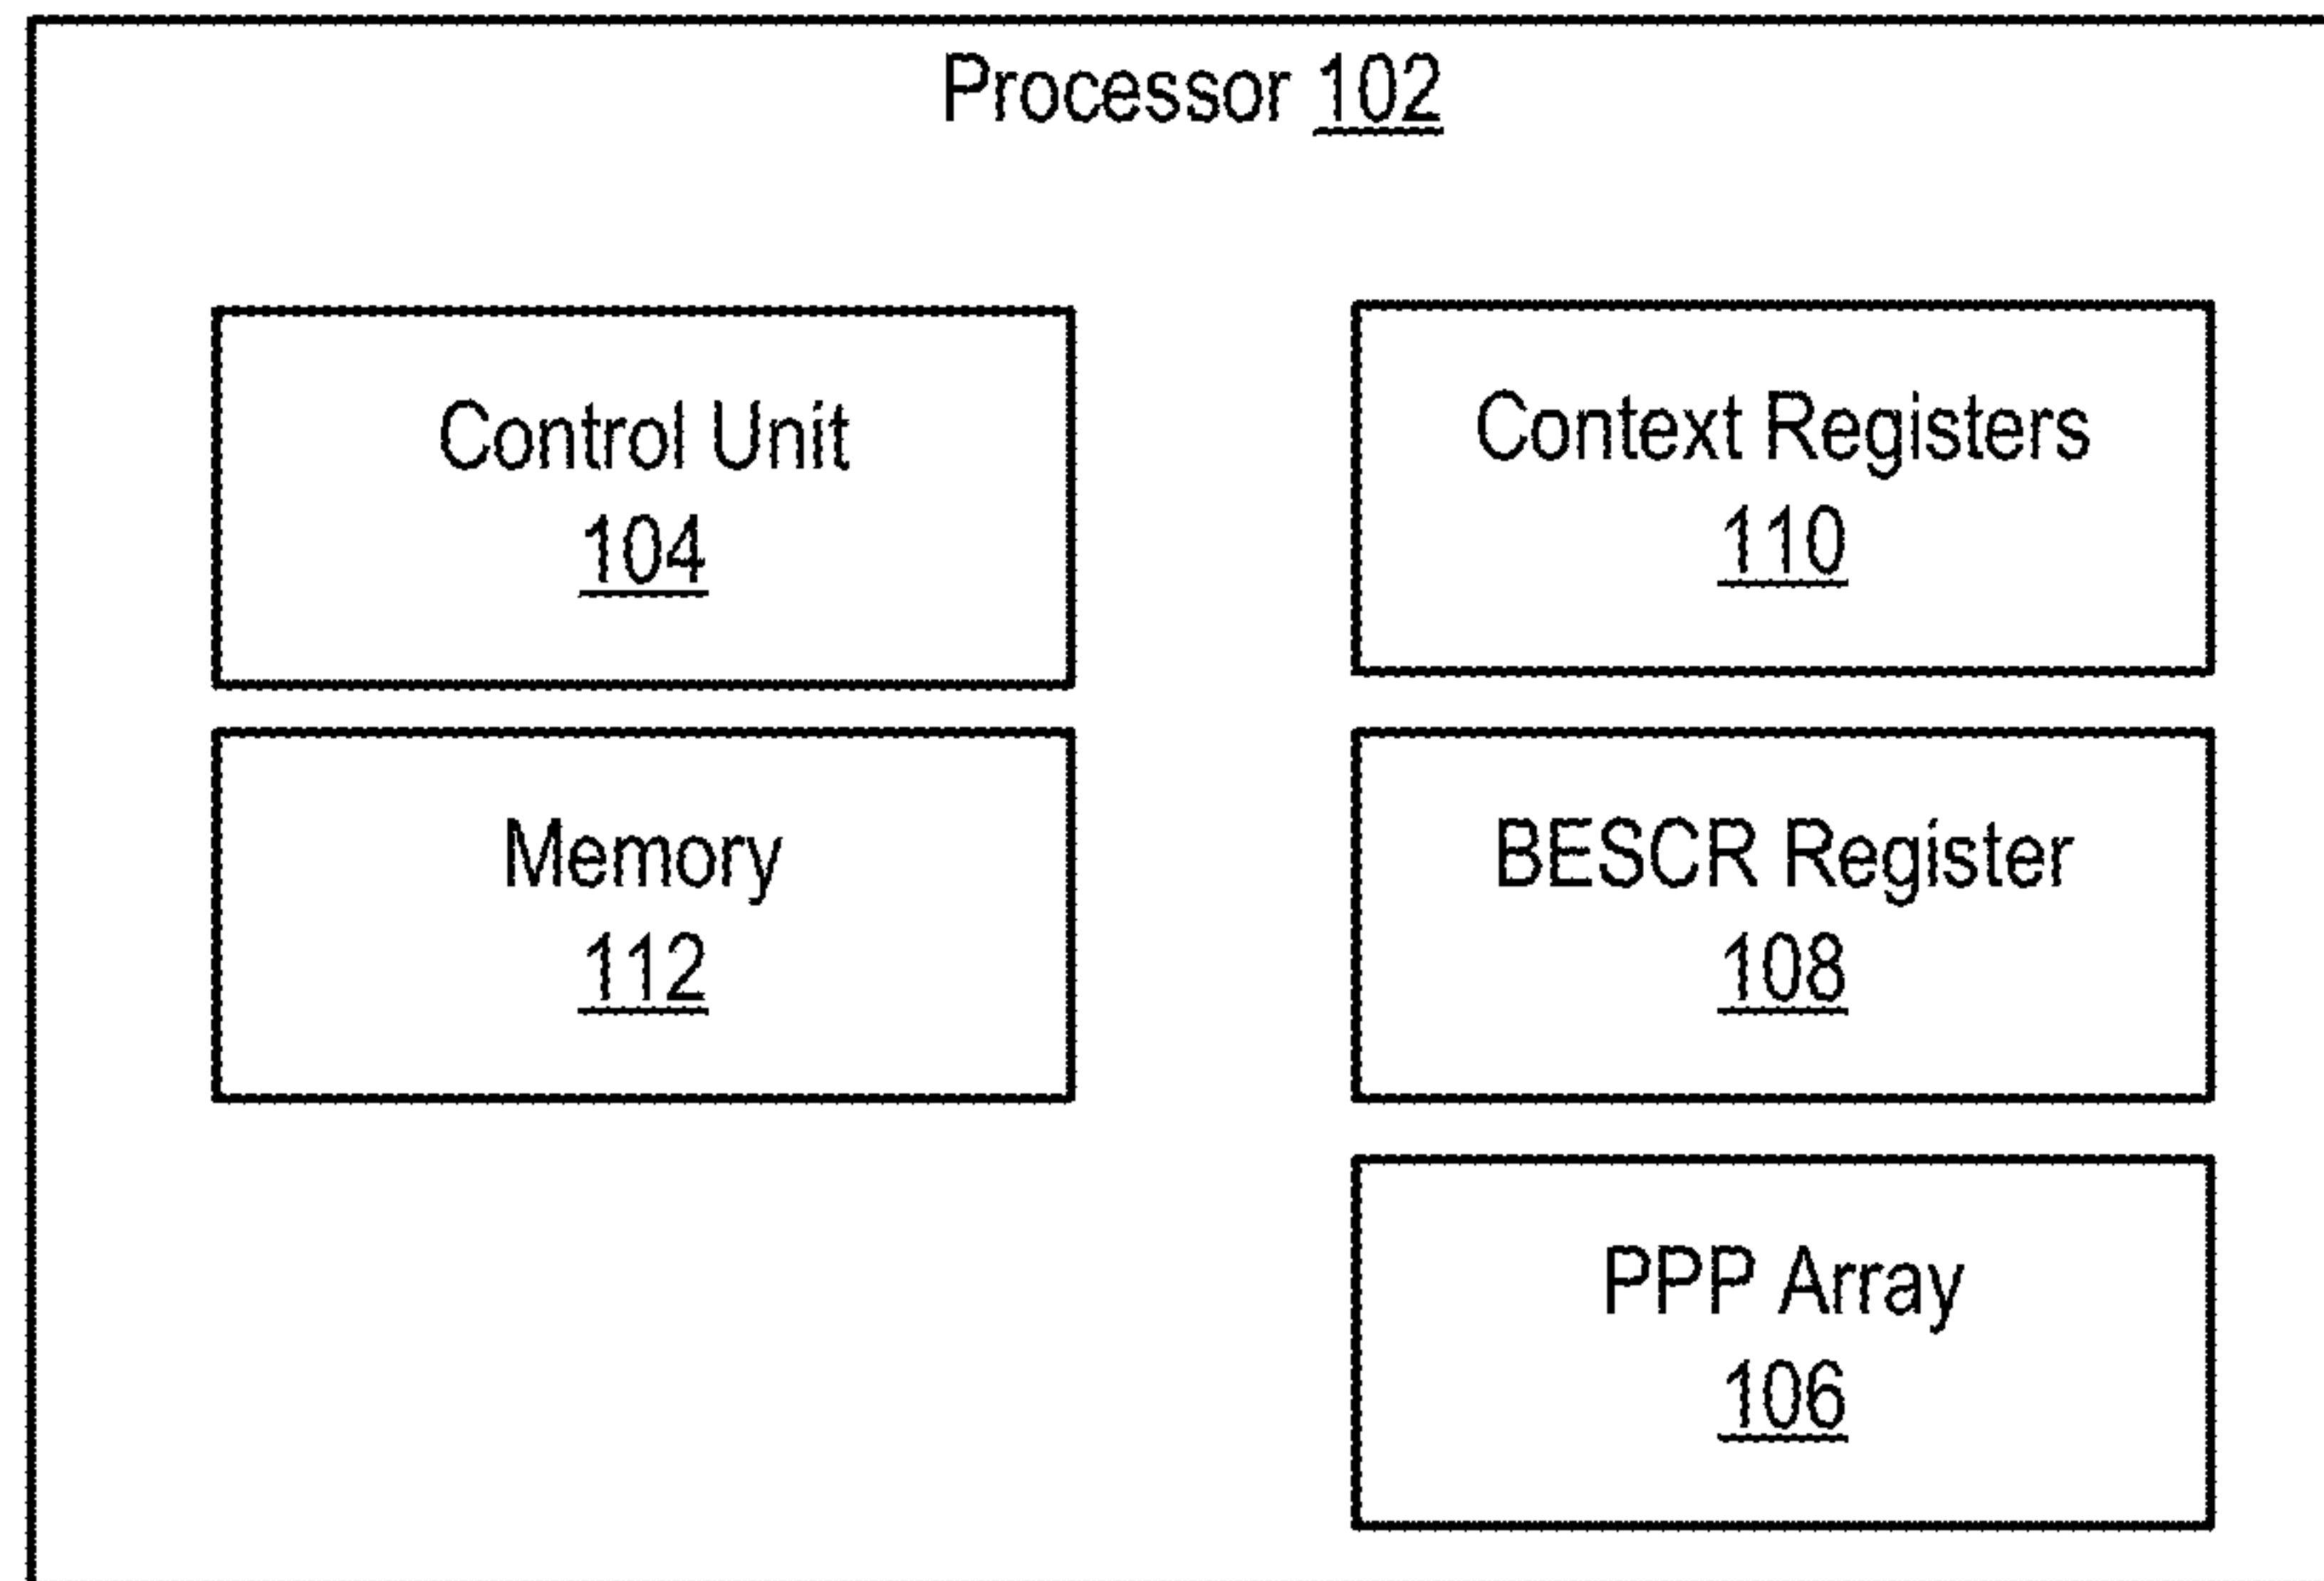 Processor 102
Control Unit
104
Context Registers
110
Memory
112
BESCR Register
108
PPP Array
106